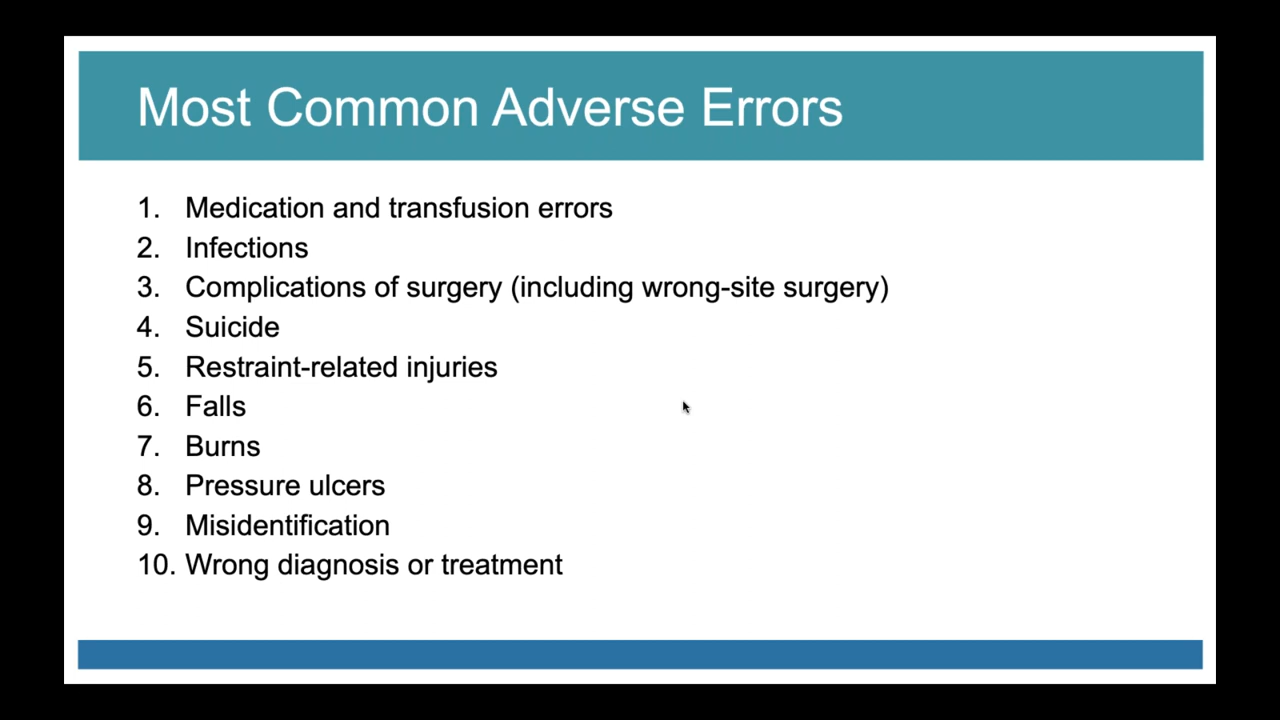 Most Common Adverse Errors
1. Medication and transfusion errors
2. Infections
3. Complications of surgery (including wrong-site surgery)
4. Suicide
5. Restraint-related injuries
6. Falls
7. Burns
8. Pressure ulcers
9. Misidentification
10. Wrong diagnosis or treatment